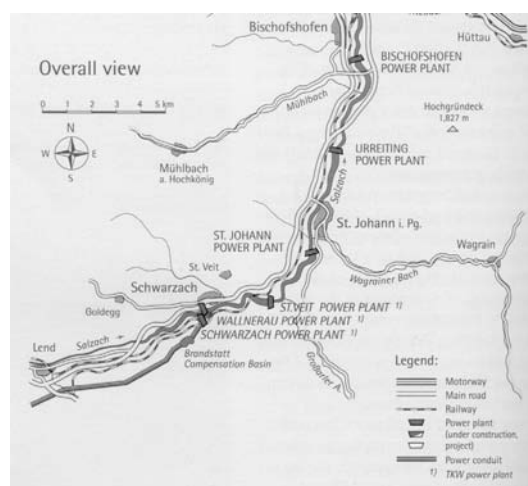 Bischofshofen
Hüttau
BISCHOFSHOFEN
POWER PLANT
Overall view
0 1 2 3 4 5 km
N
W E
S
Mühlbach
Hochgründeck
1,827 m
Mühlbach
a. Hochkönig
URREITING
POWER PLANT
Salzach
ST. JOHANN
POWER PLANT
St. Johann i. Pg.
Wagrain
St. Veit
Wagrainer Bach
Schwarzach
Goldegg
ST.VEIT POWER PLANT 1)
WALLNERAU POWER PLANT 1)
SCHWARZACH POWER PLANT 1)
Salzach
Lend
Brandstatt
Compensation Basin
Großarler A.
Legend:
Motorway
Main road
Railway
Power plant
(under construction,
project)
Power conduit
1) TKW power plant